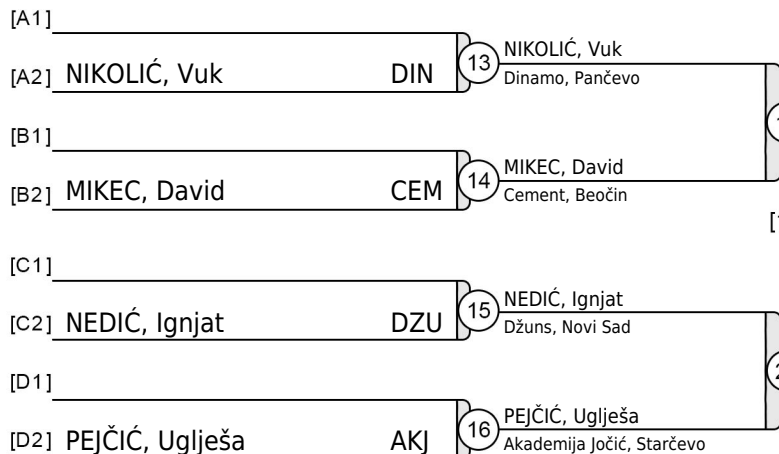 [A1]
[A2] NIKOLIĆ, Vuk DIN
13
NIKOLIĆ, Vuk
Dinamo, Pančevo
[B1]
[B2] MIKEC, David CEM
14
MIKEC, David
Cement, Beočin
[C1]
[C2] NEDIĆ, Ignjat DZU
15
NEDIĆ, Ignjat
Džuns, Novi Sad
[D1]
[D2] PEJČIĆ, Uglješa AKJ
16
PEJČIĆ, Uglješa
Akademija Jočić, Starčevo